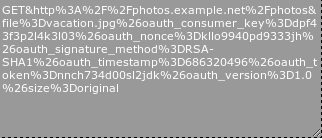 GET&http%3A%2F%2Fphotos.example.net%2Fphotos&
file%3Dvacation.jpg%26oauth_consumer_key%3Ddpf4
3f3p2l4k3l03%26oauth_nonce%3Dkllo9940pd9333jh%
26oauth_signature_method%3DRSA-
SHA1%26oauth_timestamp%3D686320496%26oauth_t
oken%3Dnnch734d00sl2jdk%26oauth_version%3D1.0
%26size%3Doriginal